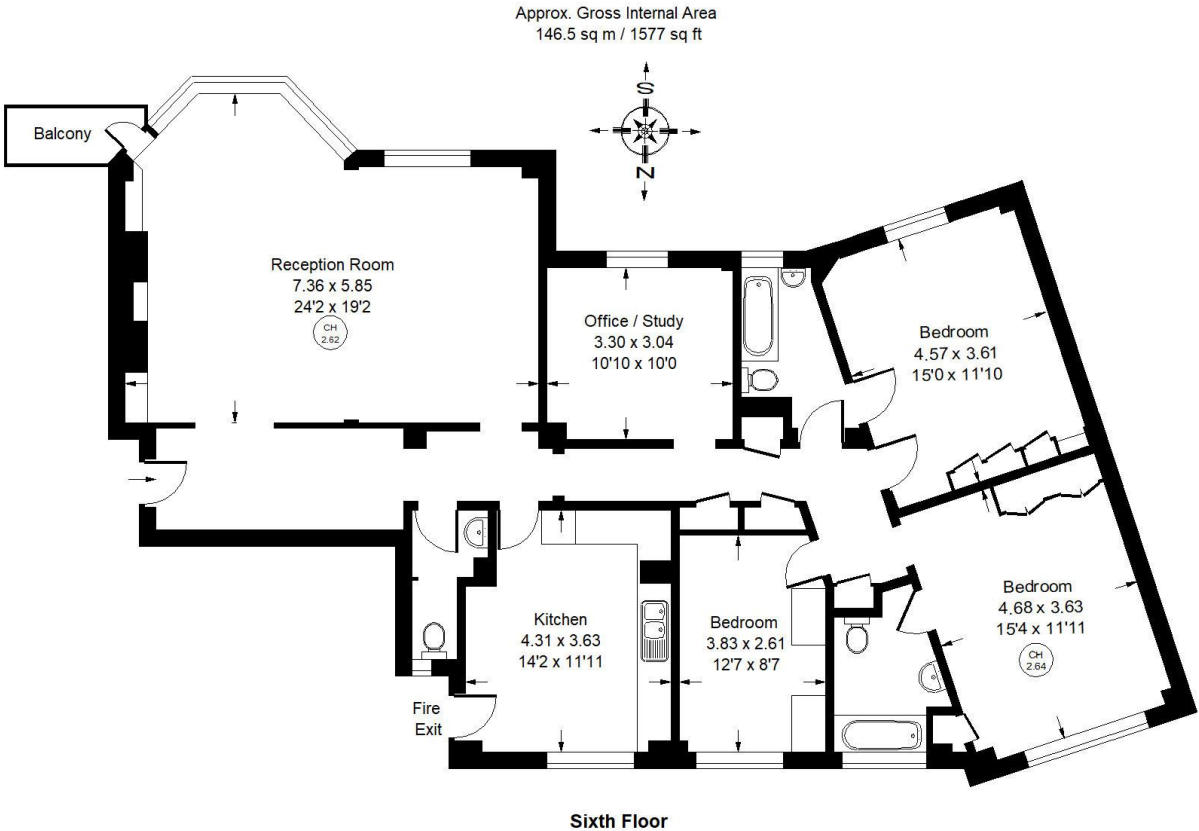 Approx. Gross Internal Area
146.5 sq m / 1577 sq ft
S
N
Balcony
Reception Room
7.36 x 5.85
24'2 x 19'2
CH
2.62
Office / Study
3.30 x 3.04
10'10 x 10'0
Bedroom
4.57 x 3.61
15'0 x 11'10
Bedroom
4.68 x 3.63
15'4 x 11'11
CH
2.64
Kitchen
4.31 x 3.63
14'2 x 11'11
Bedroom
3.83 x 2.61
12'7 x 8'7
Fire
Exit
Sixth Floor